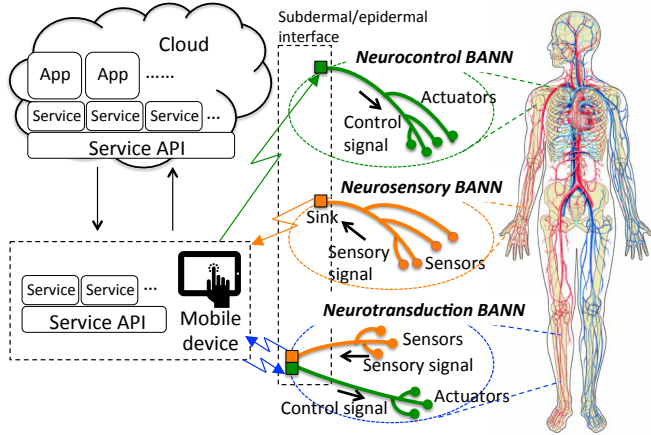 Cloud
App
App
......
Service
Service
Service
...
Service API
Service
Service
...
Service API
Mobile
device
Subdermal/epidermal
interface
Neurocontrol BANN
Actuators
Control
signal
Neurosensory BANN
Sink
Sensory
signal
Sensors
Neurotransduction BANN
Sensors
Sensory signal
Control signal
Actuators